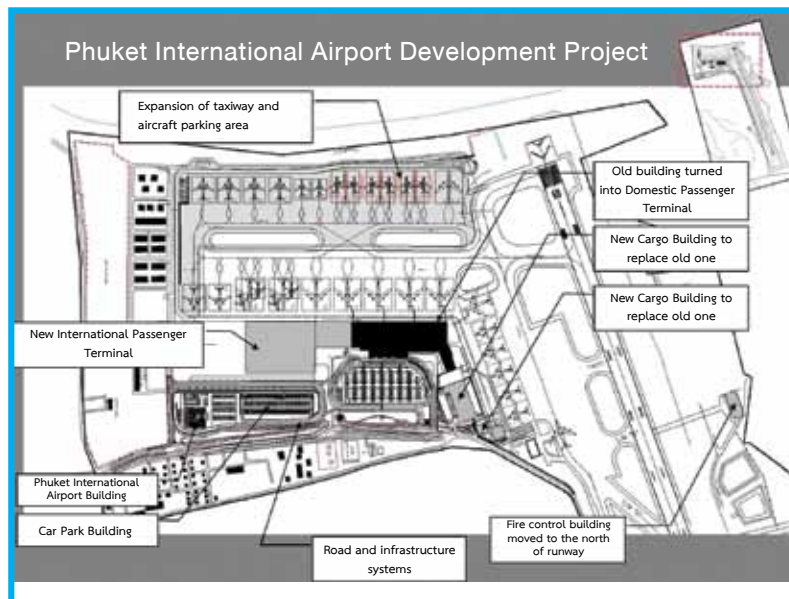 Phuket International Airport Development Project
Expansion of taxiway and
aircraft parking area
Old building turned
into Domestic Passenger
Terminal
New Cargo Building to
replace old one
New Cargo Building to
replace old one
New International Passenger
Terminal
Phuket International
Airport Building
Car Park Building
Road and infrastructure
systems
Fire control building
moved to the north
of runway